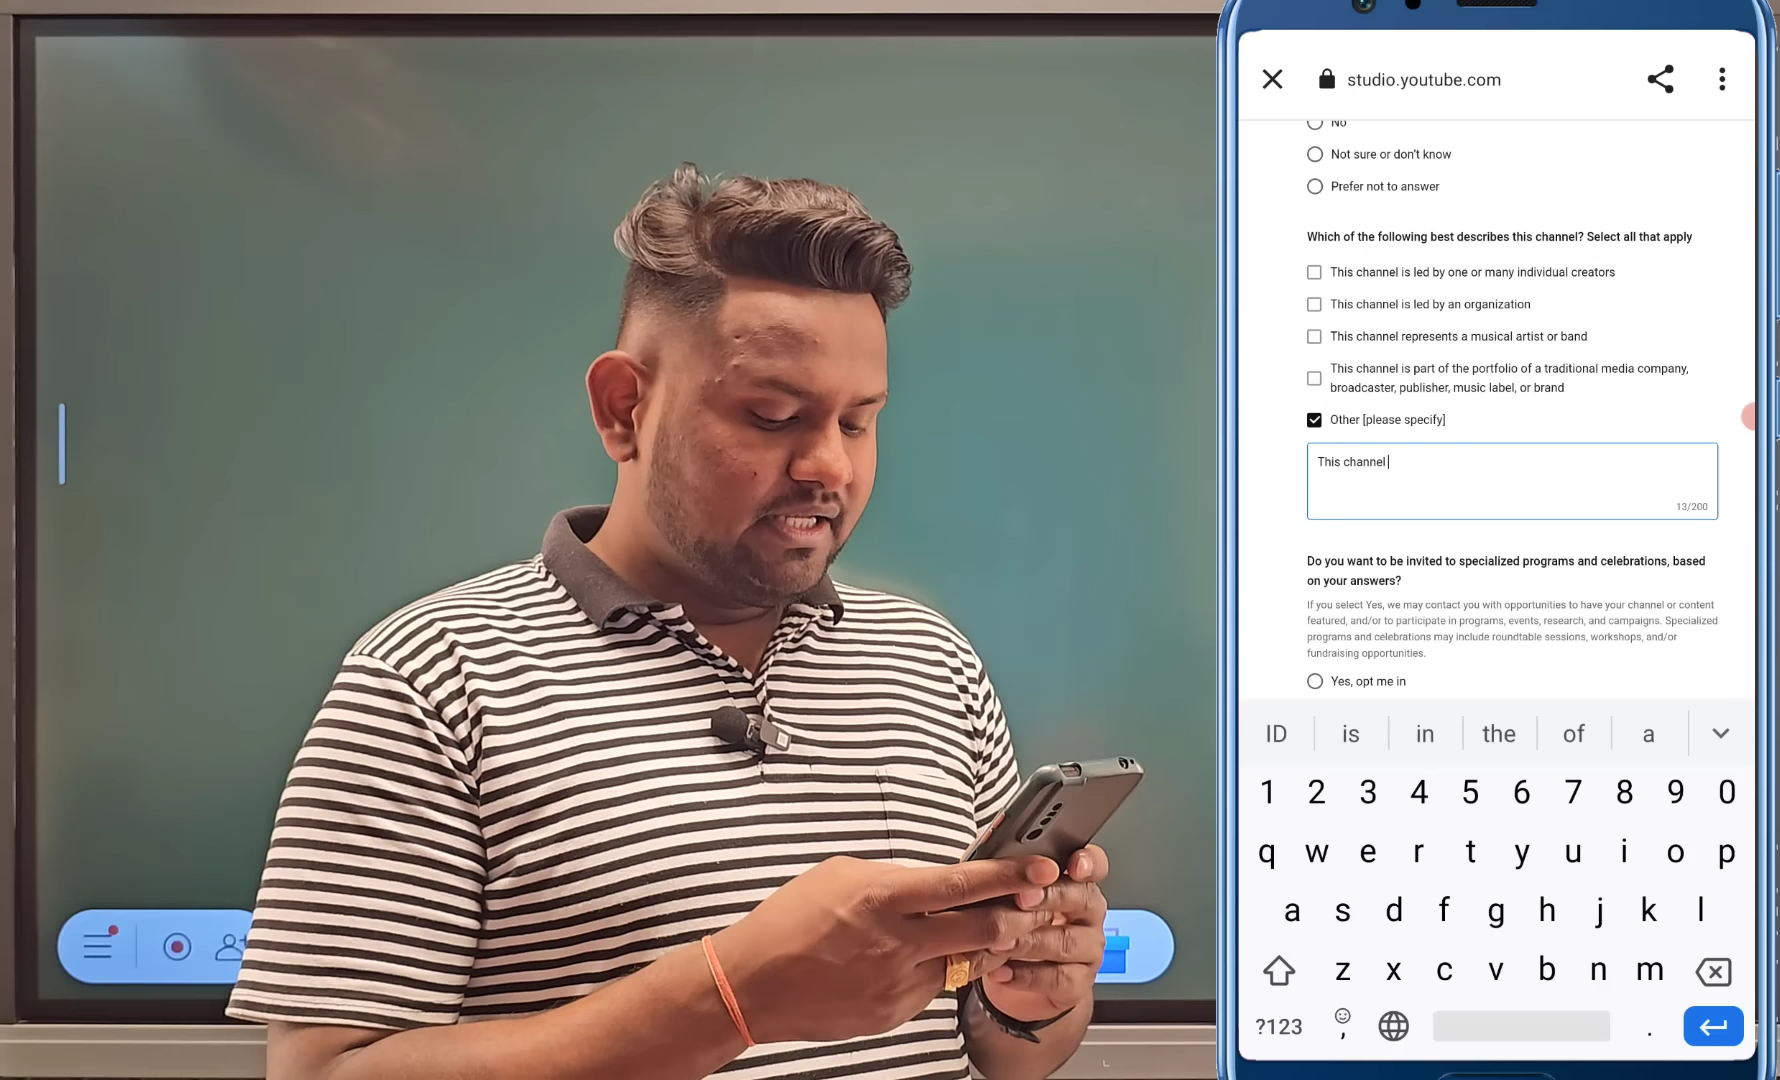 studio.youtube.com
No
Not sure or don't know
Prefer not to answer
Which of the following best describes this channel? Select all that apply
This channel is led by one or many individual creators
This channel is led by an organization
This channel represents a musical artist or band
This channel is part of the portfolio of a traditional media company,
broadcaster, publisher, music label, or brand
Other [please specify]
This channel
13/200
Do you want to be invited to specialized programs and celebrations, based
on your answers?
If you select Yes, we may contact you with opportunities to have your channel or content
featured, and/or to participate in programs, events, research, and campaigns. Specialized
programs and celebrations may include roundtable sessions, workshops, and/or
fundraising opportunities.
Yes, opt me in
ID is in the of a
1 2 3 4 5 6 7 8 9 0
q w e r t y u i o p
a s d f g h j k l
z x c v b n m
?123 , .